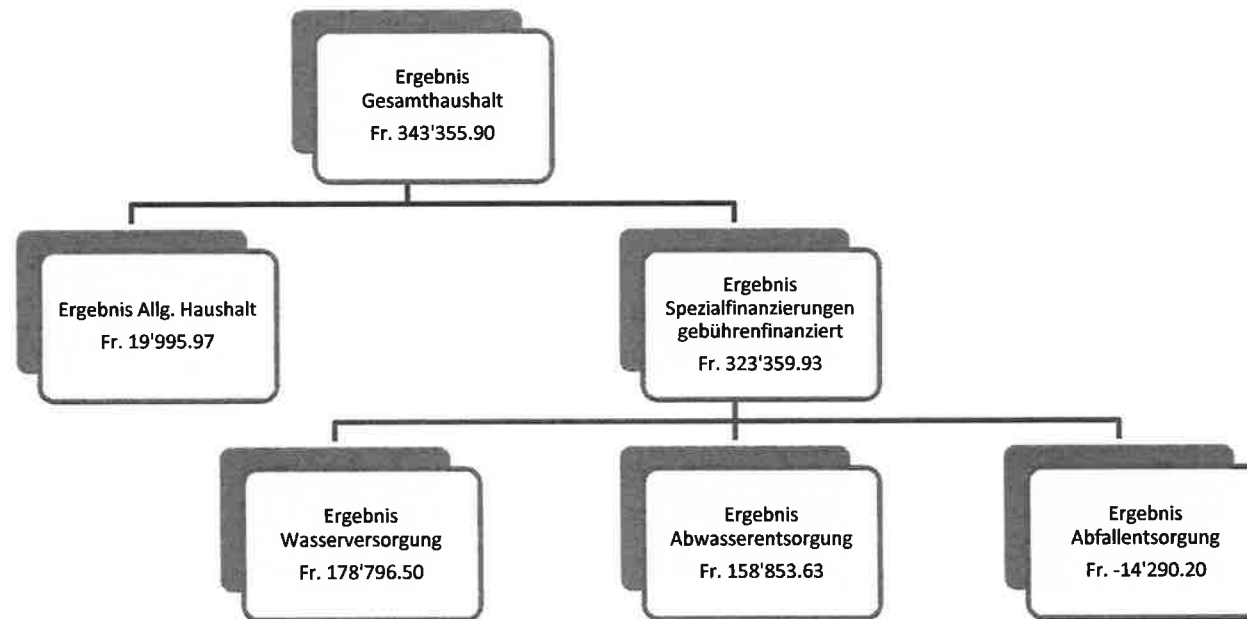 Ergebnis
Gesamthaushalt
Fr. 343'355.90
Ergebnis Allg. Haushalt
Fr. 19'995.97
Ergebnis
Spezialfinanzierungen
gebührenfinanziert
Fr. 323'359.93
Ergebnis
Wasserversorgung
Fr. 178'796.50
Ergebnis
Abwasserentsorgung
Fr. 158'853.63
Ergebnis
Abfallentsorgung
Fr. -14'290.20